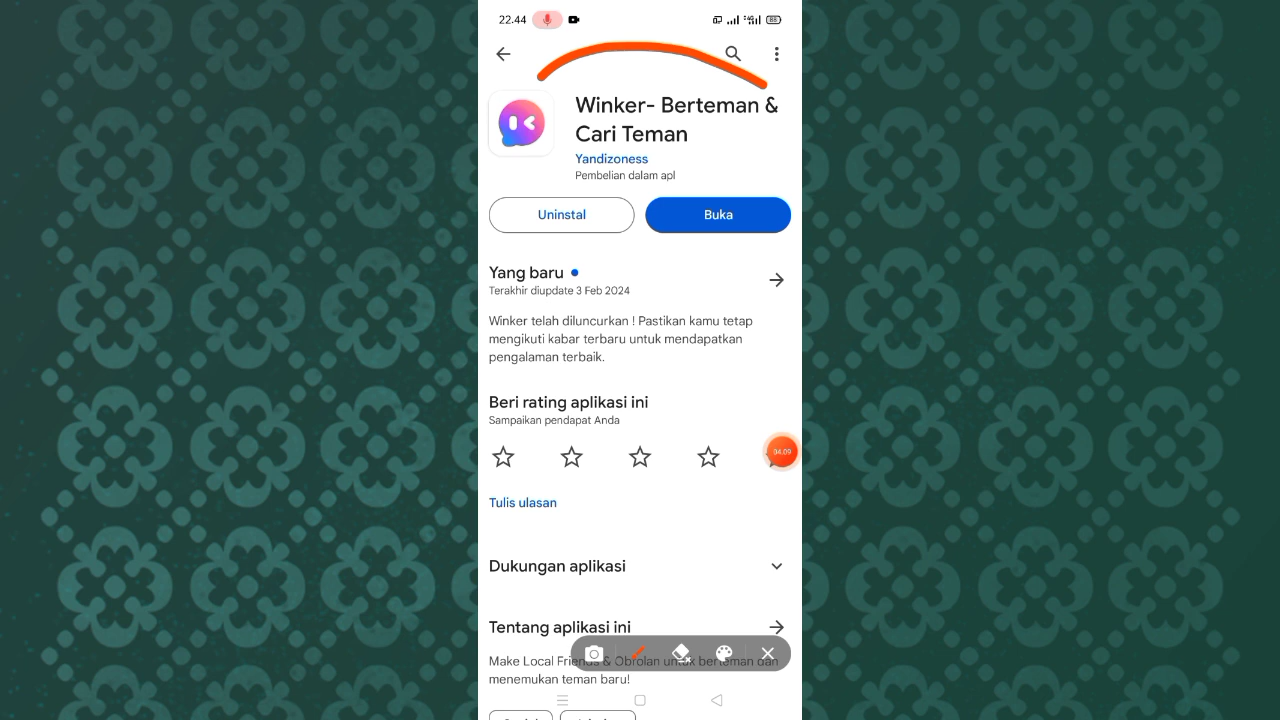 22.44
88
Winker- Berteman &
Cari Teman
Yandizoness
Pembelian dalam apl
Uninstal
Buka
Yang baru
Terakhir diupdate 3 Feb 2024
Winker telah diluncurkan ! Pastikan kamu tetap
mengikuti kabar terbaru untuk mendapatkan
pengalaman terbaik.
Beri rating aplikasi ini
Sampaikan pendapat Anda
04.09
Tulis ulasan
Dukungan aplikasi
Tentang aplikasi ini
Make Local Friends & Obrolan untuk berteman dan
menemukan teman baru!